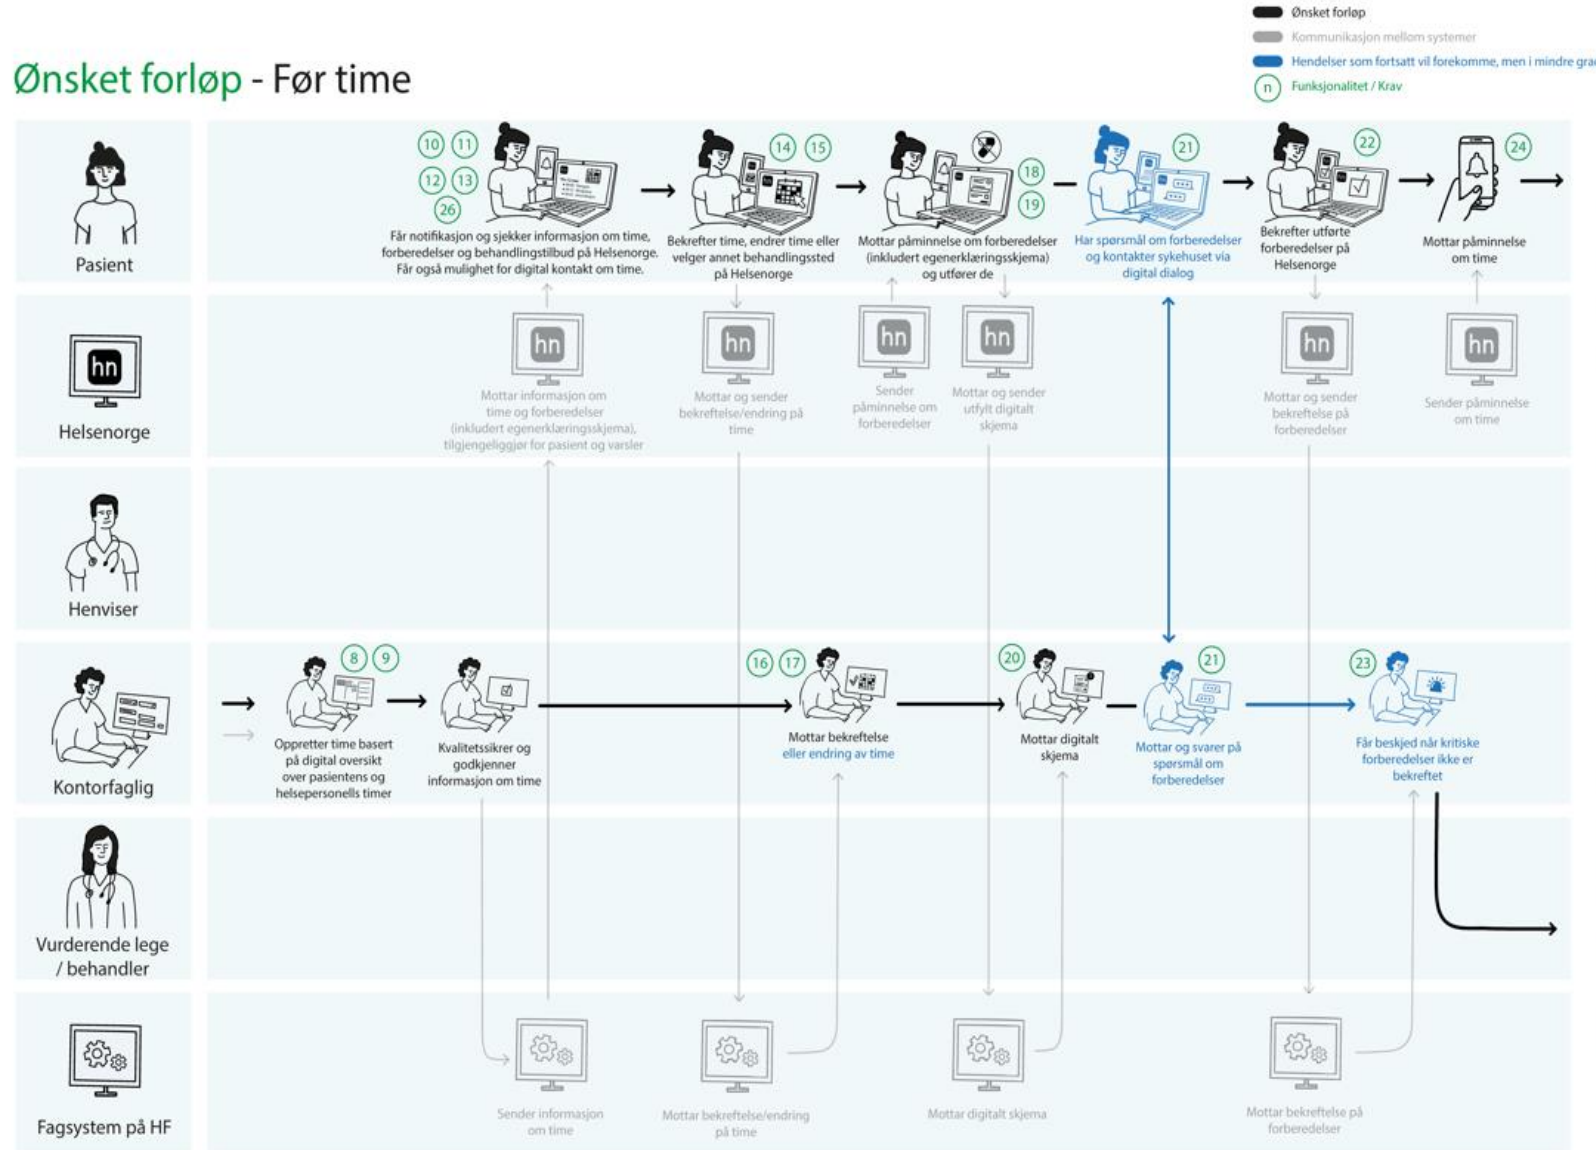 Ønsket forløp
Kommunikasjon mellom systemer
Hendelser som fortsatt vil forekomme, men i mindre grad
n Funksjonalitet / Krav
Ønsket forløp - Før time
Pasient
10 11
12 13
26
Får notifikasjon og sjekker informasjon om time,
forberedelser og behandlingstilbud på Helsenorge.
Får også mulighet for digital kontakt om time.
14 15
Bekrefter time, endrer time eller
velger annet behandlingssted
på Helsenorge
18
19
Mottar påminnelse om forberedelser
(inkludert egenerklæringsskjema)
og utfører de
21
Har spørsmål om forberedelser
og kontakter sykehuset via
digital dialog
22
Bekrefter utførte
forberedelser på
Helsenorge
24
Mottar påminnelse
om time
hn
Helsenorge
hn
Mottar informasjon om
time og forberedelser
(inkludert egenerklæringsskjema),
tilgjengeliggjør for pasient og varsler
hn
Mottar og sender
bekreftelse/endring på
time
hn
Sender
påminnelse om
forberedelser
hn
Mottar og sender
utfylt digitalt
skjema
hn
Mottar og sender
bekreftelse på
forberedelser
hn
Sender påminnelse
om time
Henviser
Kontorfaglig
8 9
Oppretter time basert
på digital oversikt
over pasientens og
helsepersonells timer
Kvalitetssikrer og
godkjenner
informasjon om time
16 17
Mottar bekreftelse
eller endring av time
20
Mottar digitalt
skjema
21
Mottar og svarer på
spørsmål om
forberedelser
23
Får beskjed når kritiske
forberedelser ikke er
bekreftet
Vurderende lege
/ behandler
Fagsystem på HF
Sender informasjon
om time
Mottar bekreftelse/endring
på time
Mottar digitalt skjema
Mottar bekreftelse på
forberedelser